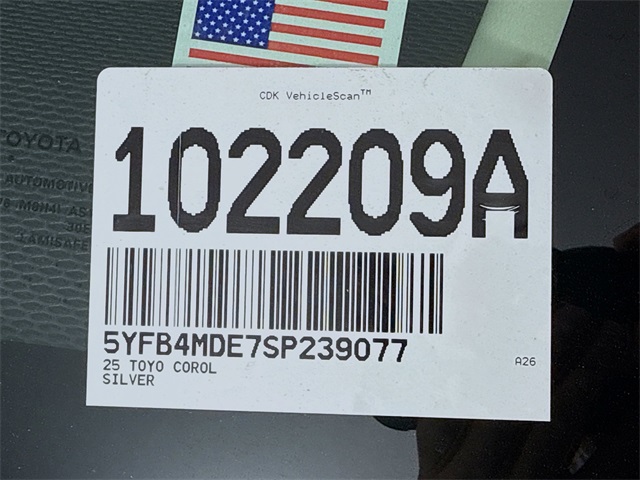 CDK VehicleScan™
102209A
5YFB4MDE7SP239077
25 TOYO COROL
SILVER
A26
TOYOTA
AUTOMOTIVE